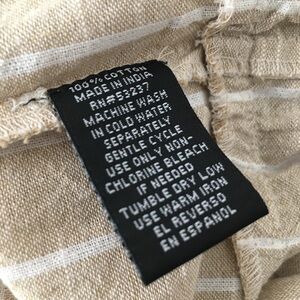 100% COTTON
MADE IN INDIA
RN#53237
MACHINE WASH
IN COLD WATER
SEPARATELY
GENTLE CYCLE
USE ONLY NON-
CHLORINE BLEACH
IF NEEDED
TUMBLE DRY LOW
USE WARM IRON
EL REVERSO
EN ESPANOL